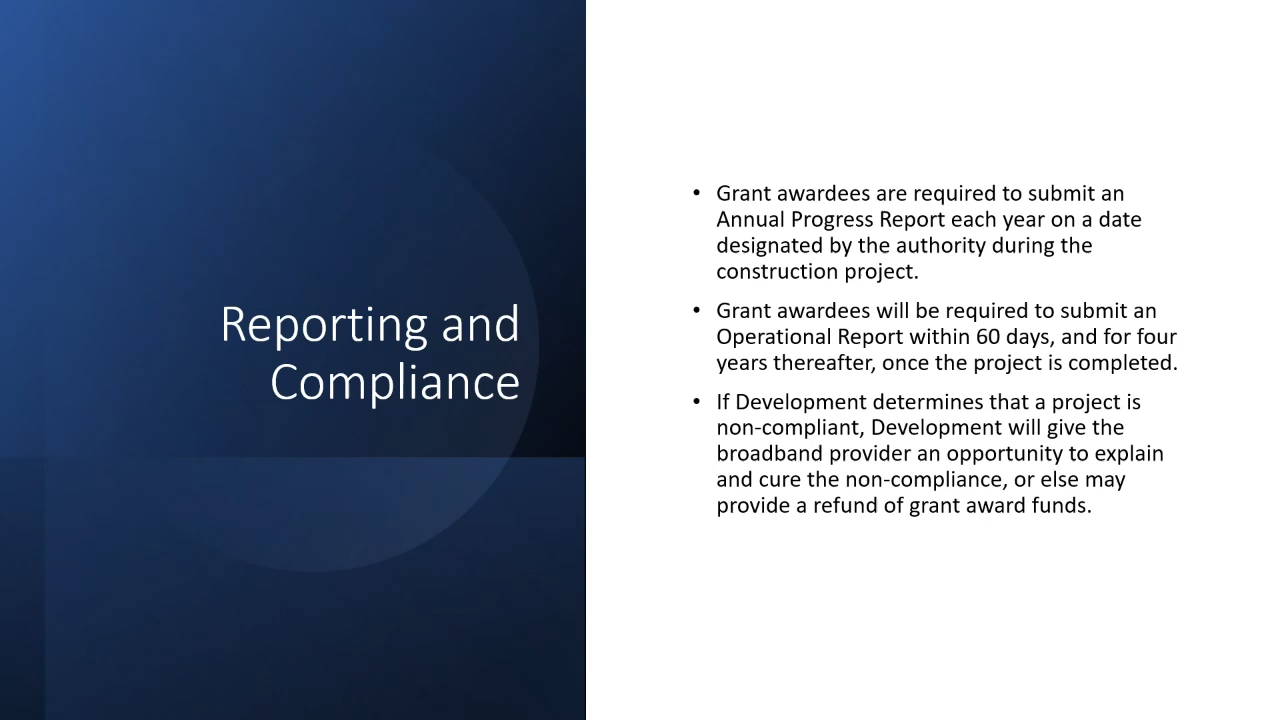 Reporting and
Compliance
• Grant awardees are required to submit an
Annual Progress Report each year on a date
designated by the authority during the
construction project.
• Grant awardees will be required to submit an
Operational Report within 60 days, and for four
years thereafter, once the project is completed.
• If Development determines that a project is
non-compliant, Development will give the
broadband provider an opportunity to explain
and cure the non-compliance, or else may
provide a refund of grant award funds.